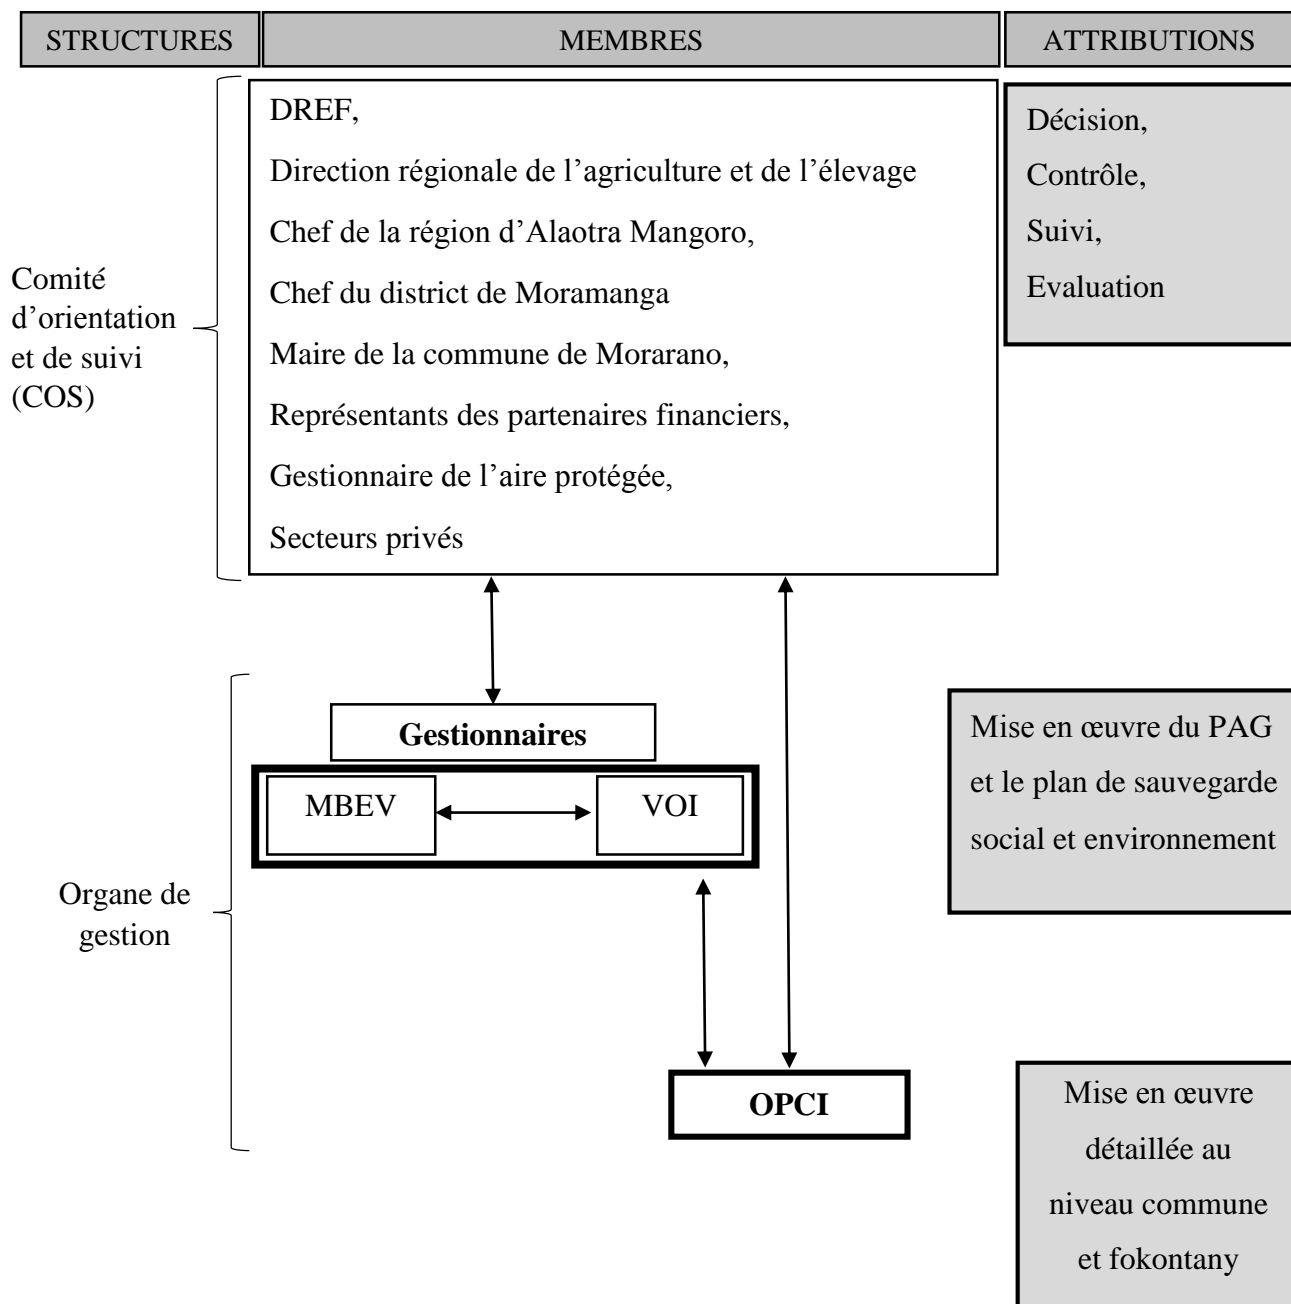 STRUCTURES
MEMBRES
ATTRIBUTIONS
Comité
d’orientation
et de suivi
(COS)
DREF,
Direction régionale de l’agriculture et de l’élevage
Chef de la région d’Alaotra Mangoro,
Chef du district de Moramanga
Maire de la commune de Morarano,
Représentants des partenaires financiers,
Gestionnaire de l’aire protégée,
Secteurs privés
Décision,
Contrôle,
Suivi,
Evaluation
Organe de
gestion
Gestionnaires
MBEV
VOI
Mise en œuvre du PAG
et le plan de sauvegarde
social et environnement
OPCI
Mise en œuvre
détaillée au
niveau commune
et fokontany